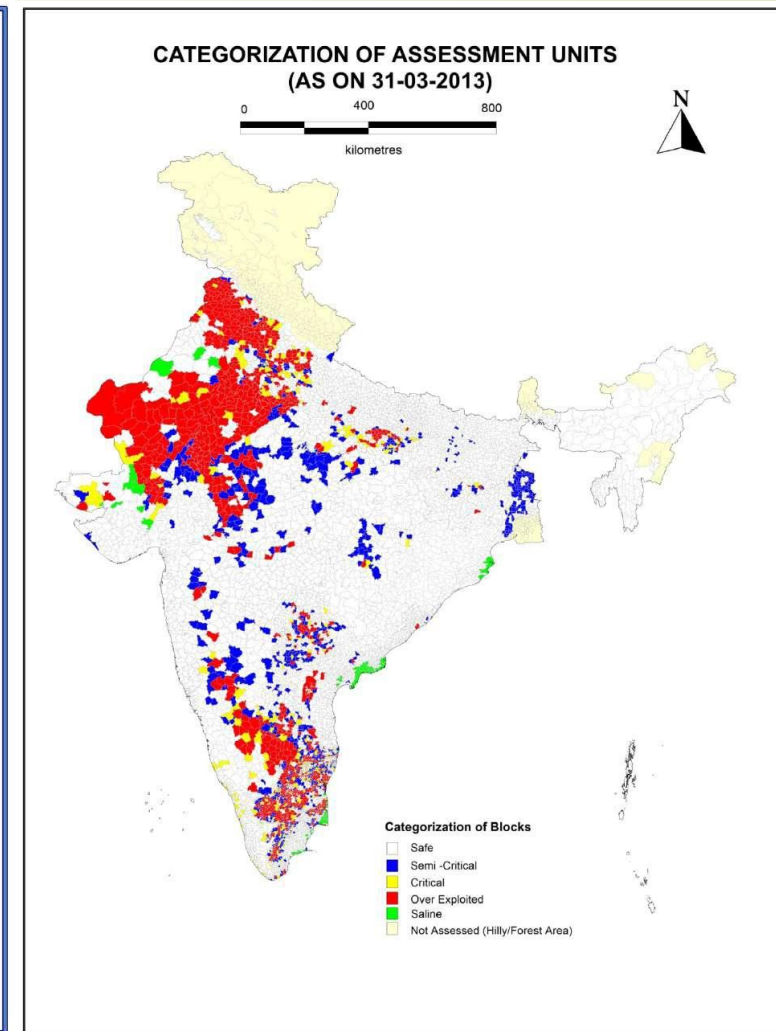 CATEGORIZATION OF ASSESSMENT UNITS
(AS ON 31-03-2013)
0 400 800
kilometres
N
Categorization of Blocks
Safe
Semi -Critical
Critical
Over Exploited
Saline
Not Assessed (Hilly/Forest Area)